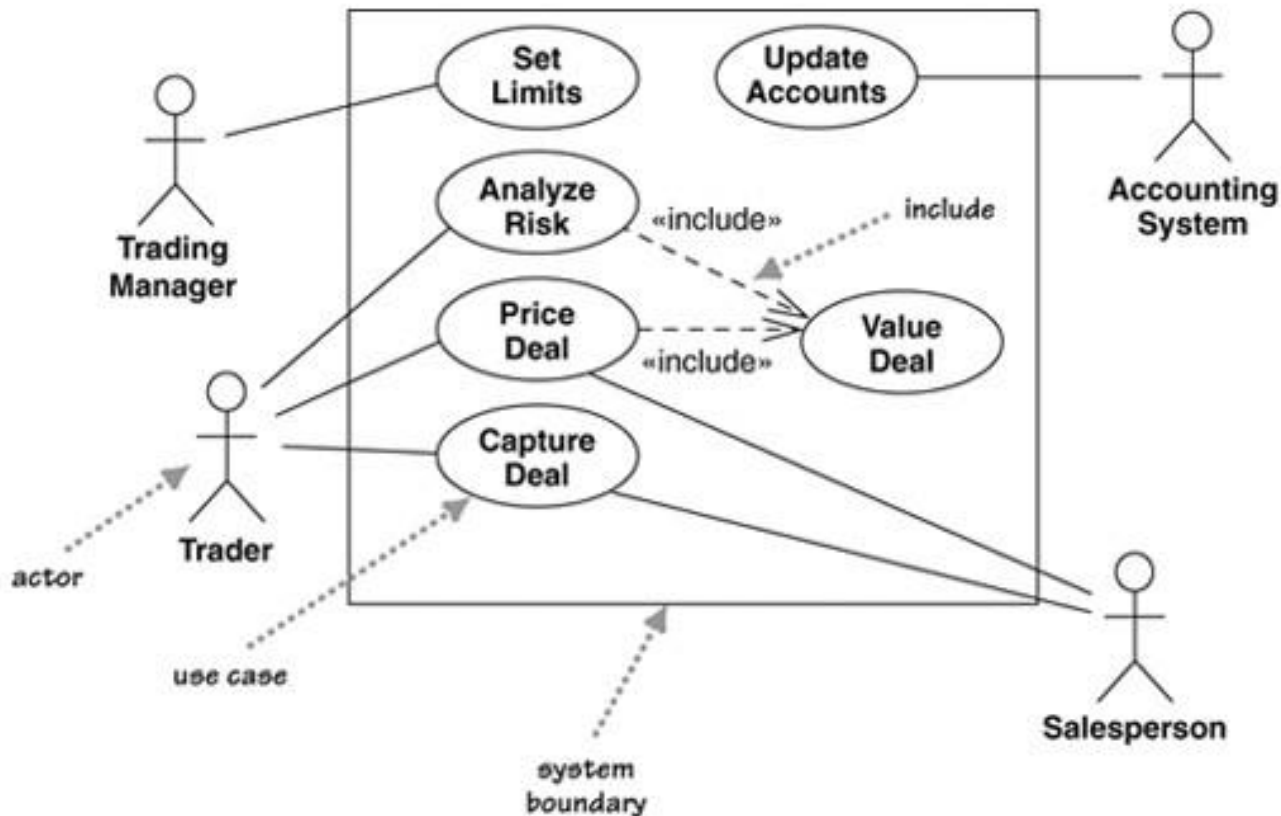 Set
Limits
Update
Accounts
Trading
Manager
Analyze
Risk
«include»
include
Accounting
System
Price
Deal
«include»
Value
Deal
Capture
Deal
Trader
actor
use case
Salesperson
system
boundary